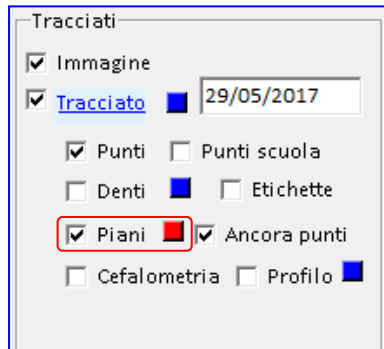 Tracciati
Immagine
Tracciato 29/05/2017
Punti Punti scuola
Denti Etichette
Piani Ancora punti
Cefalometria Profilo